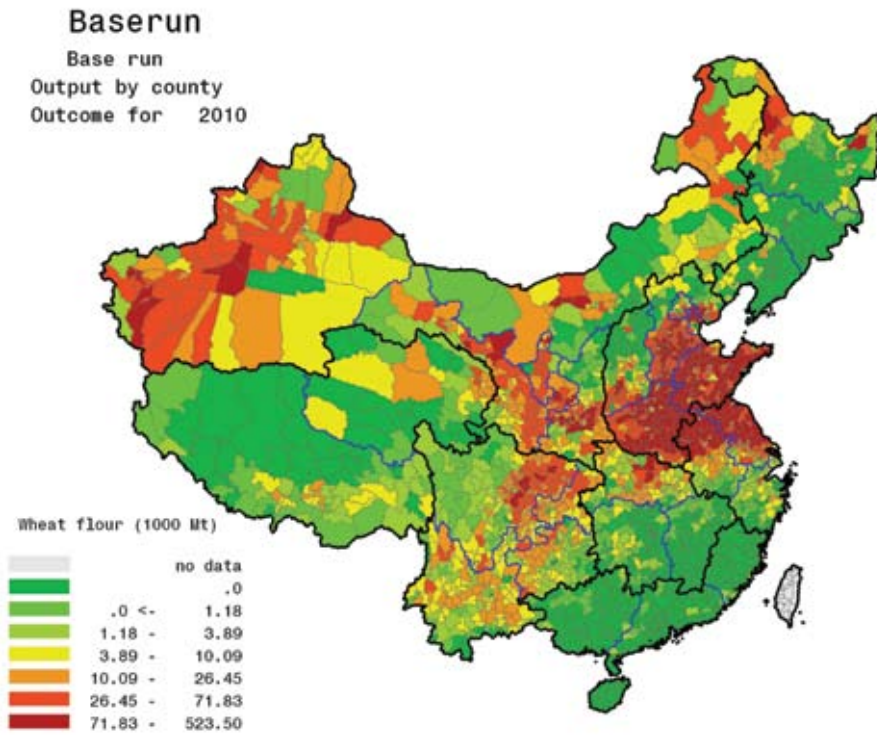 Baserun
Base run
Output by county
Outcome for 2010
Wheat flour (1000 Mt)
no data
.0
.0 <- 1.18
1.18 - 3.89
3.89 - 10.09
10.09 - 26.45
26.45 - 71.83
71.83 - 523.50